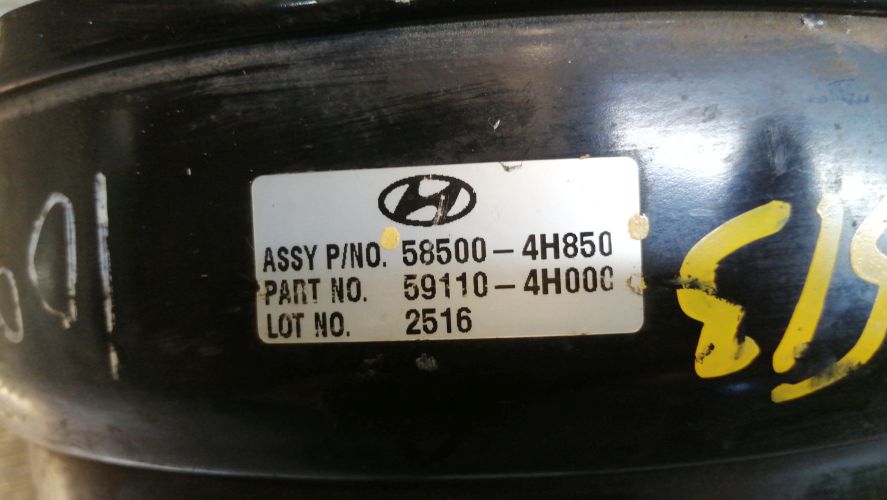 ASSY P/NO. 58500-4H850
PART NO. 59110-4H000
LOT NO. 2516